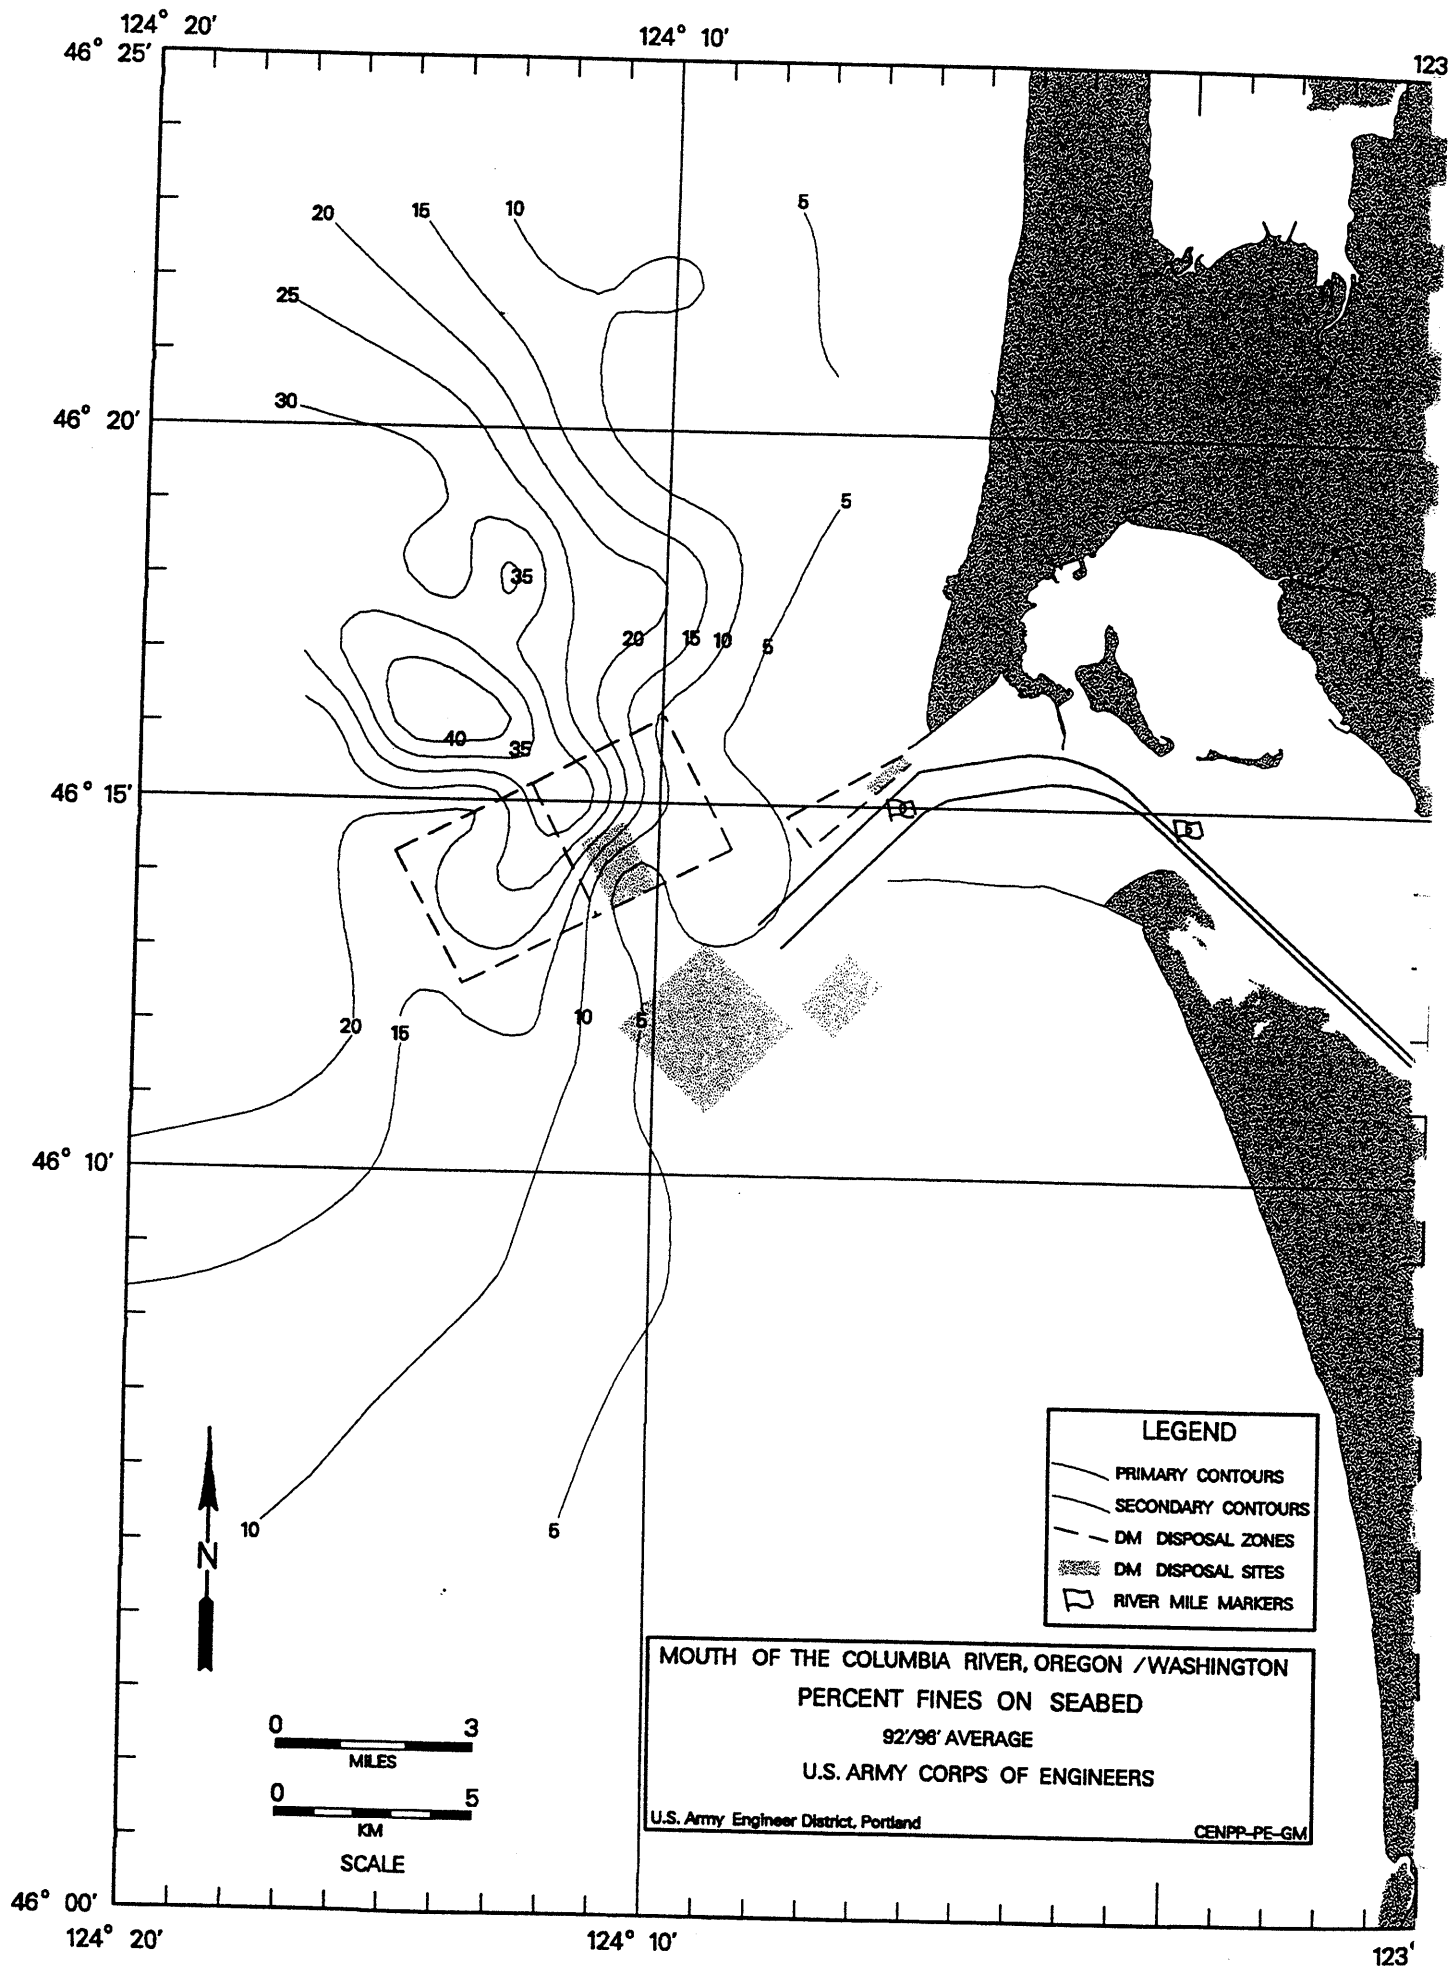 124° 20′ 124° 10′
46° 25′ 123
5
20 15 10
25
30
46° 20′
5
35
20 15 10 5
40 35
46° 15′
20 15 10 5
46° 10′
10 5
N
LEGEND
PRIMARY CONTOURS
SECONDARY CONTOURS
DM DISPOSAL ZONES
DM DISPOSAL SITES
RIVER MILE MARKERS
MOUTH OF THE COLUMBIA RIVER, OREGON /WASHINGTON
PERCENT FINES ON SEABED
92'/96' AVERAGE
U.S. ARMY CORPS OF ENGINEERS
U.S. Army Engineer District, Portland CENPP-PE-GM
0 3
MILES
0 5
KM
SCALE
46° 00′
124° 20′ 124° 10′ 123′